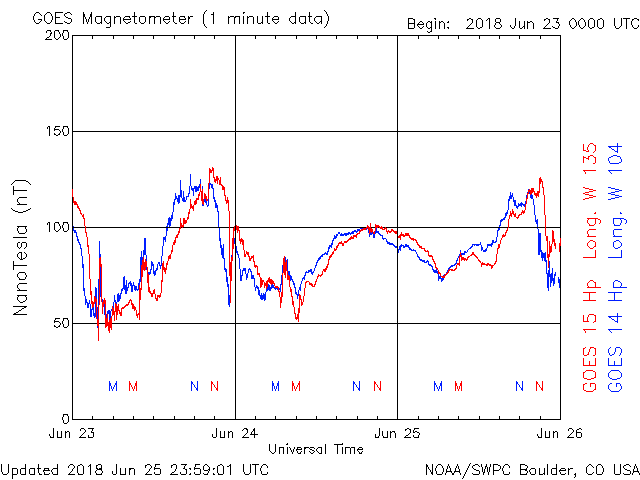 GOES Magnetometer (1 minute data)
Begin: 2018 Jun 23 0000 UTC
200
150
100
50
0
NanoTesla (nT)
M M N N M M N N M M N N
Jun 23 Jun 24 Jun 25 Jun 26
Universal Time
GOES 15 Hp Long. W 135
GOES 14 Hp Long. W 104
Updated 2018 Jun 25 23:59:01 UTC
NOAA/SWPC Boulder, CO USA